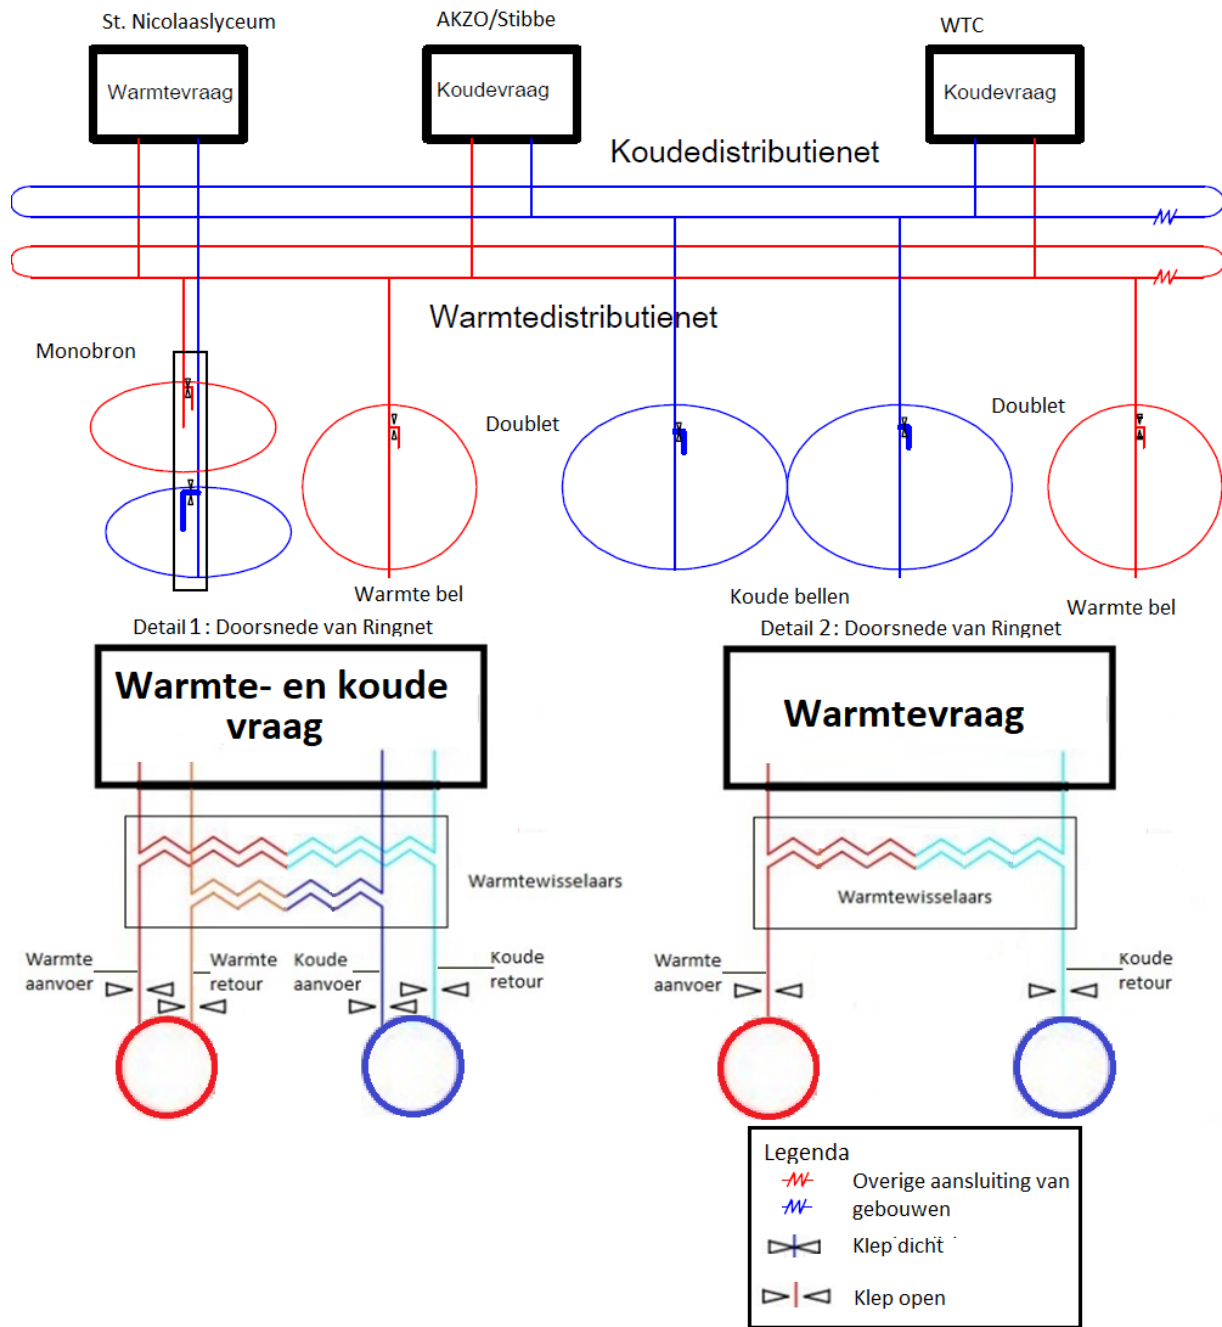 St. Nicolaaslyceum
AKZO/Stibbe
WTC
Warmtevraag
Koudevraag
Koudevraag
Koudedistributienet
Warmtedistributienet
Monobron
Doublet
Doublet
Warmte bel
Koude bellen
Warmte bel
Detail 1 : Doorsnede van Ringnet
Detail 2 : Doorsnede van Ringnet
Warmte- en koude
vraag
Warmtewisselaars
Warmte
aanvoer
Warmte
retour
Koude
aanvoer
Koude
retour
Warmtevraag
Warmtewisselaars
Warmte
aanvoer
Koude
retour
Legenda
Overige aansluiting van
gebouwen
Klep dicht
Klep open